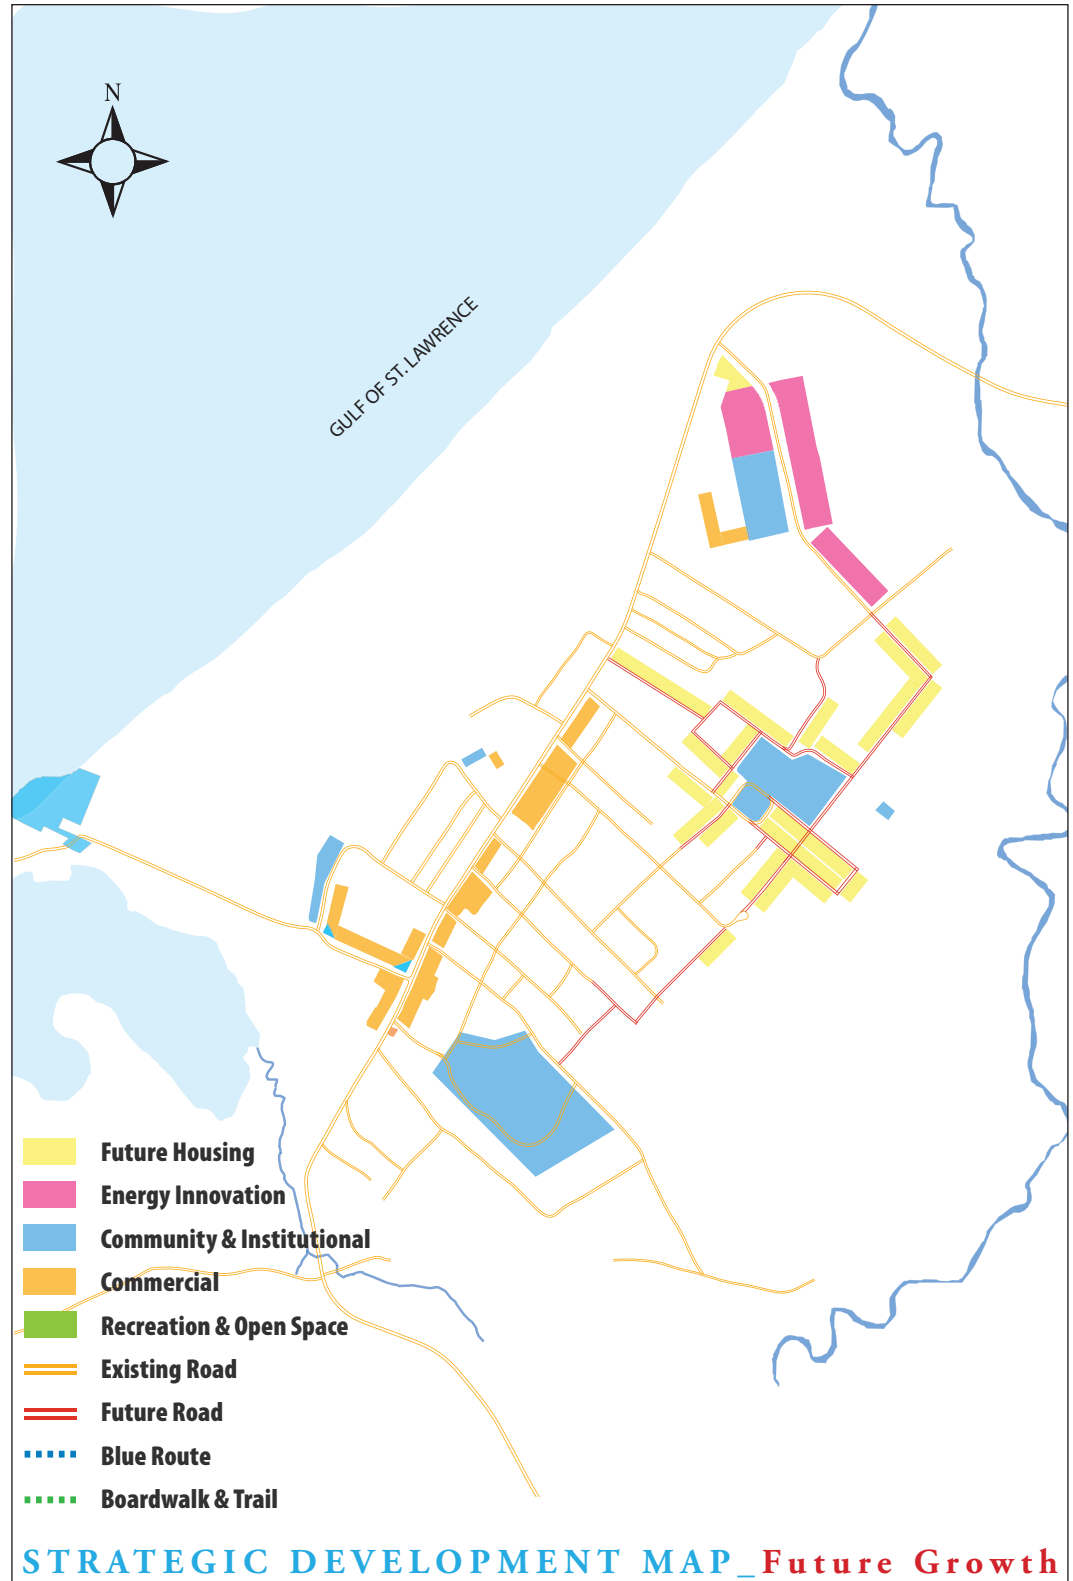 N
GULF OF ST. LAWRENCE
Future Housing
Energy Innovation
Community & Institutional
Commercial
Recreation & Open Space
Existing Road
Future Road
Blue Route
Boardwalk & Trail
STRATEGIC DEVELOPMENT MAP_Future Growth